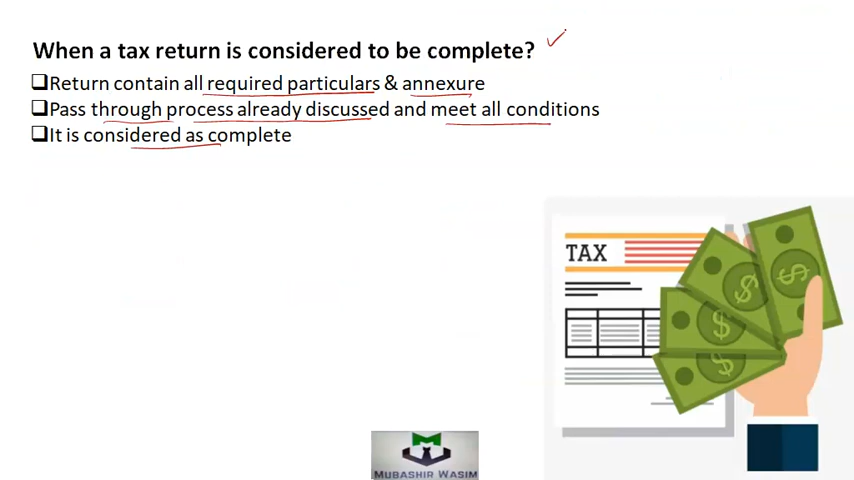 When a tax return is considered to be complete?
❑Return contain all required particulars & annexure
❑Pass through process already discussed and meet all conditions
❑It is considered as complete
TAX
MUBASHIR WASIM